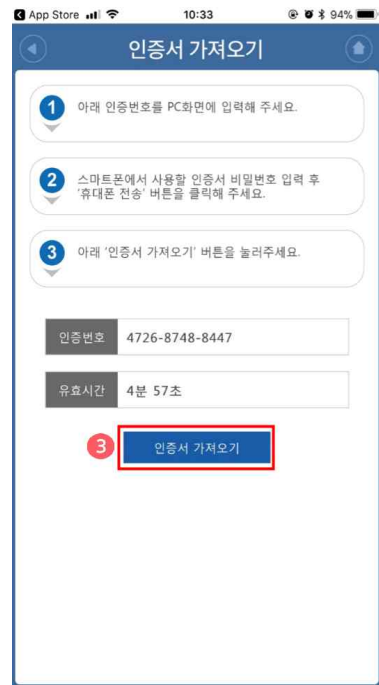 App Store 10:33 94%
인증서 가져오기
1 아래 인증번호를 PC화면에 입력해 주세요.
2 스마트폰에서 사용할 인증서 비밀번호 입력 후
'휴대폰 전송' 버튼을 클릭해 주세요.
3 아래 '인증서 가져오기' 버튼을 눌러주세요.
인증번호 4726-8748-8447
유효시간 4분 57초
3 인증서 가져오기